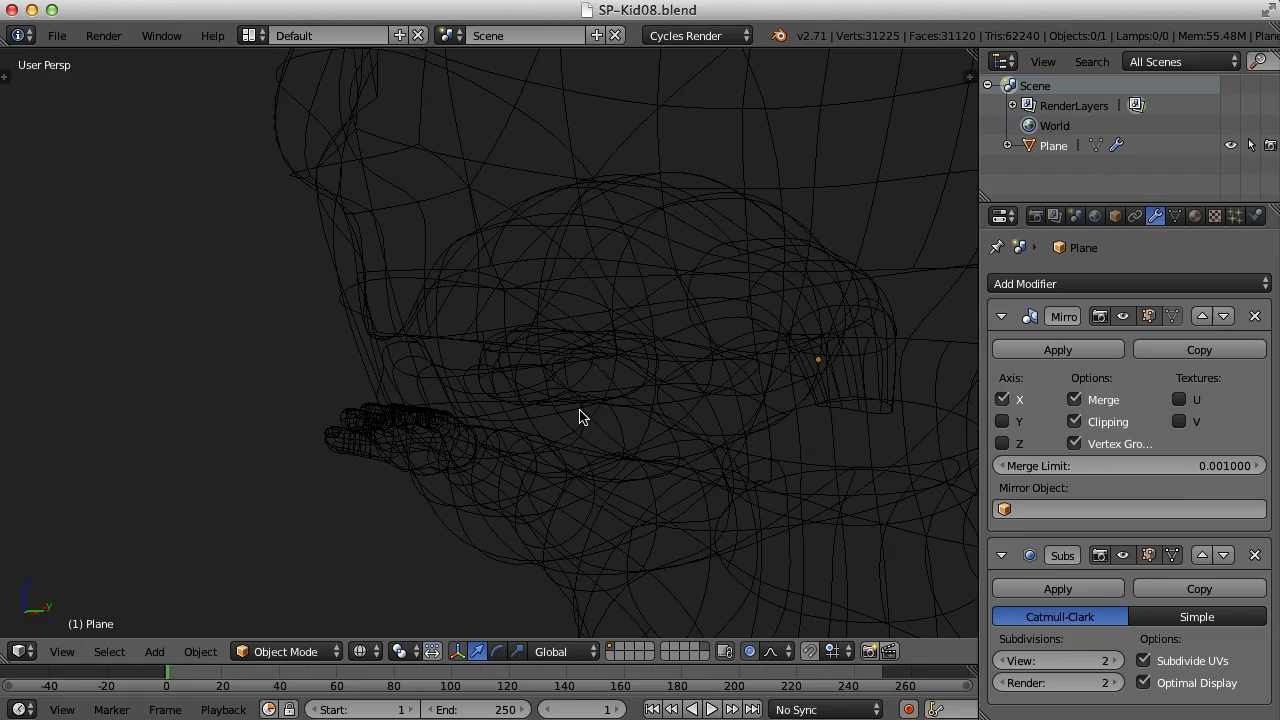 SP-Kid08.blend
File Render Window Help Default Scene Cycles Render v2.71 | Verts:31225 | Faces:31120 | Tris:62240 | Objects:0/1 | Lamps:0/0 | Mem:55.48M | Plane
User Persp
View Search All Scenes
Scene
RenderLayers
World
Plane
Plane
Add Modifier
Mirro
Apply Copy
Axis: Options: Textures:
X Merge U
Y Clipping V
Z Vertex Gro...
Merge Limit: 0.001000
Mirror Object:
Subs
Apply Copy
Catmull-Clark Simple
Subdivisions: Options:
View: 2 Subdivide UVs
Render: 2 Optimal Display
z
y
(1) Plane
View Select Add Object Object Mode Global
-40 -20 0 20 40 60 80 100 120 140 160 180 200 220 240 260
View Marker Frame Playback Start: 1 End: 250 1 No Sync